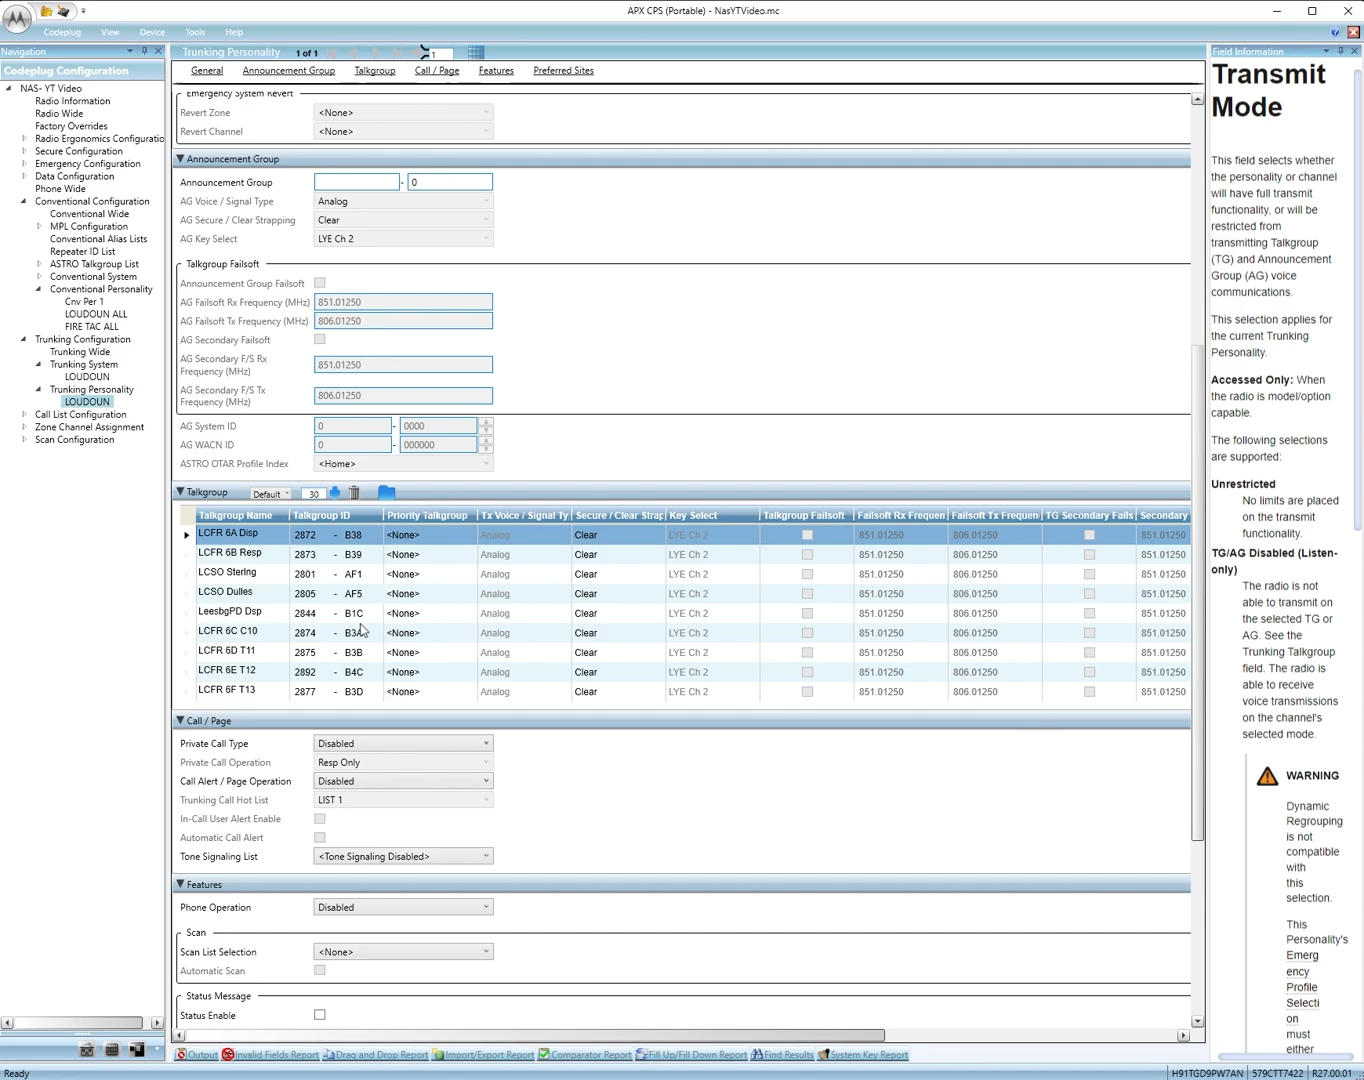 APX CPS (Portable) - NasYTVideo.mc
Codeplug View Device Tools Help
Navigation
Codeplug Configuration
NAS- YT Video
Radio Information
Radio Wide
Factory Overrides
Radio Ergonomics Configuratio
Secure Configuration
Emergency Configuration
Data Configuration
Phone Wide
Conventional Configuration
Conventional Wide
MPL Configuration
Conventional Alias Lists
Repeater ID List
ASTRO Talkgroup List
Conventional System
Conventional Personality
Cnv Per 1
LOUDOUN ALL
FIRE TAC ALL
Trunking Configuration
Trunking Wide
Trunking System
LOUDOUN
Trunking Personality
LOUDOUN
Call List Configuration
Zone Channel Assignment
Scan Configuration
Trunking Personality 1 of 1 1
General Announcement Group Talkgroup Call / Page Features Preferred Sites
Emergency System Revert
Revert Zone <None>
Revert Channel <None>
Announcement Group
Announcement Group - 0
AG Voice / Signal Type Analog
AG Secure / Clear Strapping Clear
AG Key Select LYE Ch 2
Talkgroup Failsoft
Announcement Group Failsoft
AG Failsoft Rx Frequency (MHz) 851.01250
AG Failsoft Tx Frequency (MHz) 806.01250
AG Secondary Failsoft
AG Secondary F/S Rx
Frequency (MHz) 851.01250
AG Secondary F/S Tx
Frequency (MHz) 806.01250
AG System ID 0 - 0000
AG WACN ID 0 - 000000
ASTRO OTAR Profile Index <Home>
Talkgroup Default 30
Talkgroup Name Talkgroup ID Priority Talkgroup Tx Voice / Signal Ty Secure / Clear Strap Key Select Talkgroup Failsoft Failsoft Rx Frequen Failsoft Tx Frequen TG Secondary Fails Secondary
LCFR 6A Disp 2872 - B38 <None> Analog Clear LYE Ch 2 851.01250 806.01250 851.01250
LCFR 6B Resp 2873 - B39 <None> Analog Clear LYE Ch 2 851.01250 806.01250 851.01250
LCSO Sterlng 2801 - AF1 <None> Analog Clear LYE Ch 2 851.01250 806.01250 851.01250
LCSO Dulles 2805 - AF5 <None> Analog Clear LYE Ch 2 851.01250 806.01250 851.01250
LeesbgPD Dsp 2844 - B1C <None> Analog Clear LYE Ch 2 851.01250 806.01250 851.01250
LCFR 6C C10 2874 - B3A <None> Analog Clear LYE Ch 2 851.01250 806.01250 851.01250
LCFR 6D T11 2875 - B3B <None> Analog Clear LYE Ch 2 851.01250 806.01250 851.01250
LCFR 6E T12 2892 - B4C <None> Analog Clear LYE Ch 2 851.01250 806.01250 851.01250
LCFR 6F T13 2877 - B3D <None> Analog Clear LYE Ch 2 851.01250 806.01250 851.01250
Call / Page
Private Call Type Disabled
Private Call Operation Resp Only
Call Alert / Page Operation Disabled
Trunking Call Hot List LIST 1
In-Call User Alert Enable
Automatic Call Alert
Tone Signaling List <Tone Signaling Disabled>
Features
Phone Operation Disabled
Scan
Scan List Selection <None>
Automatic Scan
Status Message
Status Enable
Output Invalid Fields Report Drag and Drop Report Import/Export Report Comparator Report Fill Up/Fill Down Report Find Results System Key Report
Field Information
Transmit
Mode
This field selects whether
the personality or channel
will have full transmit
functionality, or will be
restricted from
transmitting Talkgroup
(TG) and Announcement
Group (AG) voice
communications.
This selection applies for
the current Trunking
Personality.
Accessed Only: When
the radio is model/option
capable.
The following selections
are supported:
Unrestricted
No limits are placed
on the transmit
functionality.
TG/AG Disabled (Listen-
only)
The radio is not
able to transmit on
the selected TG or
AG. See the
Trunking Talkgroup
field. The radio is
able to receive
voice transmissions
on the channel's
selected mode.
WARNING
Dynamic
Regrouping
is not
compatible
with
this
selection.
This
Personality's
Emerg
ency
Profile
Selecti
on
must
either
Ready H91TGD9PW7AN 579CTT7422 R27.00.01